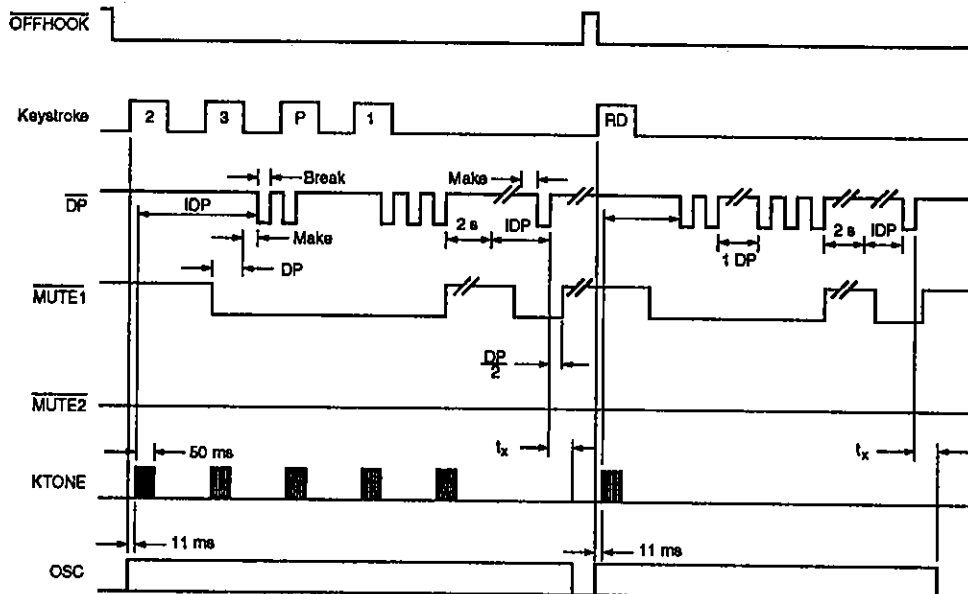 OFFHOOK
Keystroke
2 3 P 1 RD
Break
Make
DP
IDP
2 s IDP
2 s IDP
Make
1 DP
DP
MUTE1
DP
2
MUTE2
tx
tx
50 ms
KTONE
11 ms
11 ms
OSC